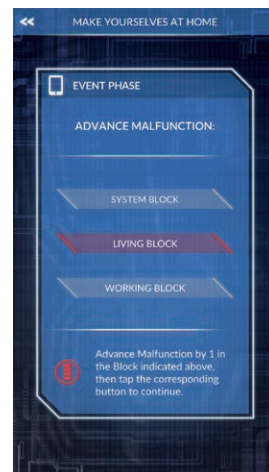 MAKE YOURSELVES AT HOME
EVENT PHASE
ADVANCE MALFUNCTION:
SYSTEM BLOCK
LIVING BLOCK
WORKING BLOCK
Advance Malfunction by 1 in
the Block indicated above,
then tap the corresponding
button to continue.